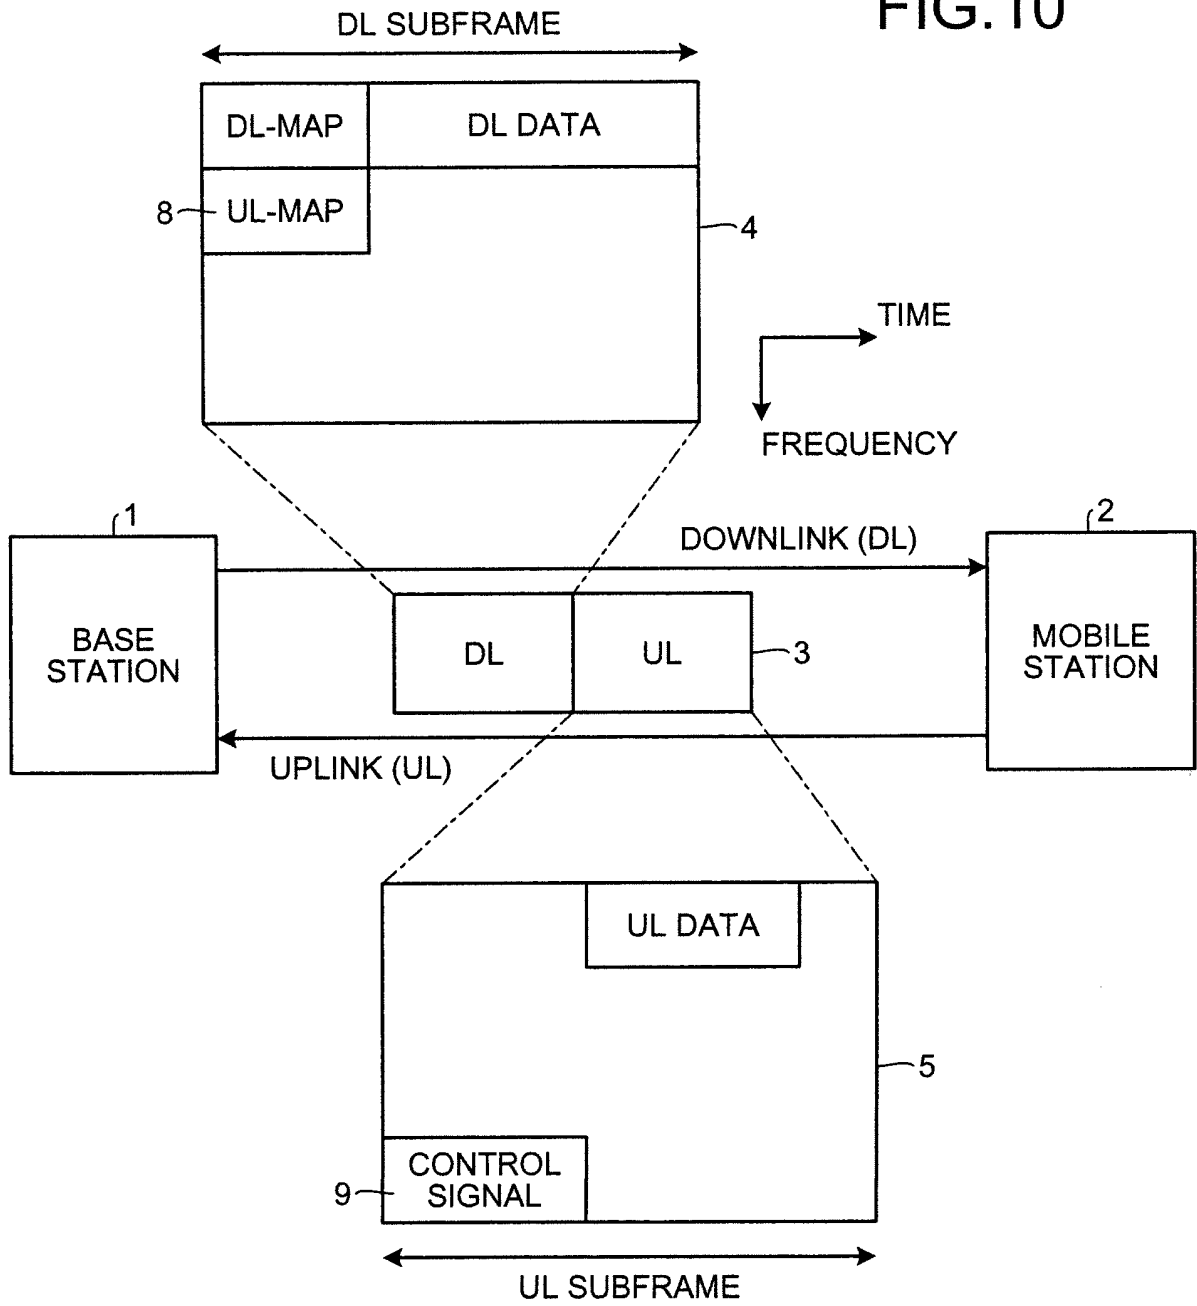 FIG. 10
DL SUBFRAME
DL-MAP
DL DATA
8
UL-MAP
4
TIME
FREQUENCY
1
2
DOWNLINK (DL)
BASE
STATION
DL
UL
3
MOBILE
STATION
UPLINK (UL)
UL DATA
5
CONTROL
SIGNAL
9
UL SUBFRAME